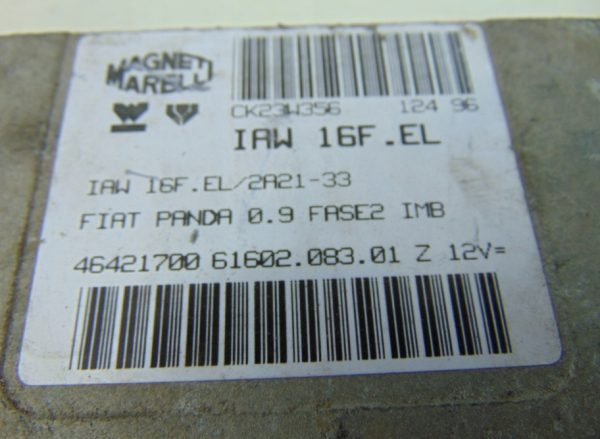 MAGNETI
MARELLI
CK23W356 124 96
IAW 16F.EL
IAW 16F.EL/2A21-33
FIAT PANDA 0.9 FASE2 IMB
46421700 61602.083.01 Z 12V=